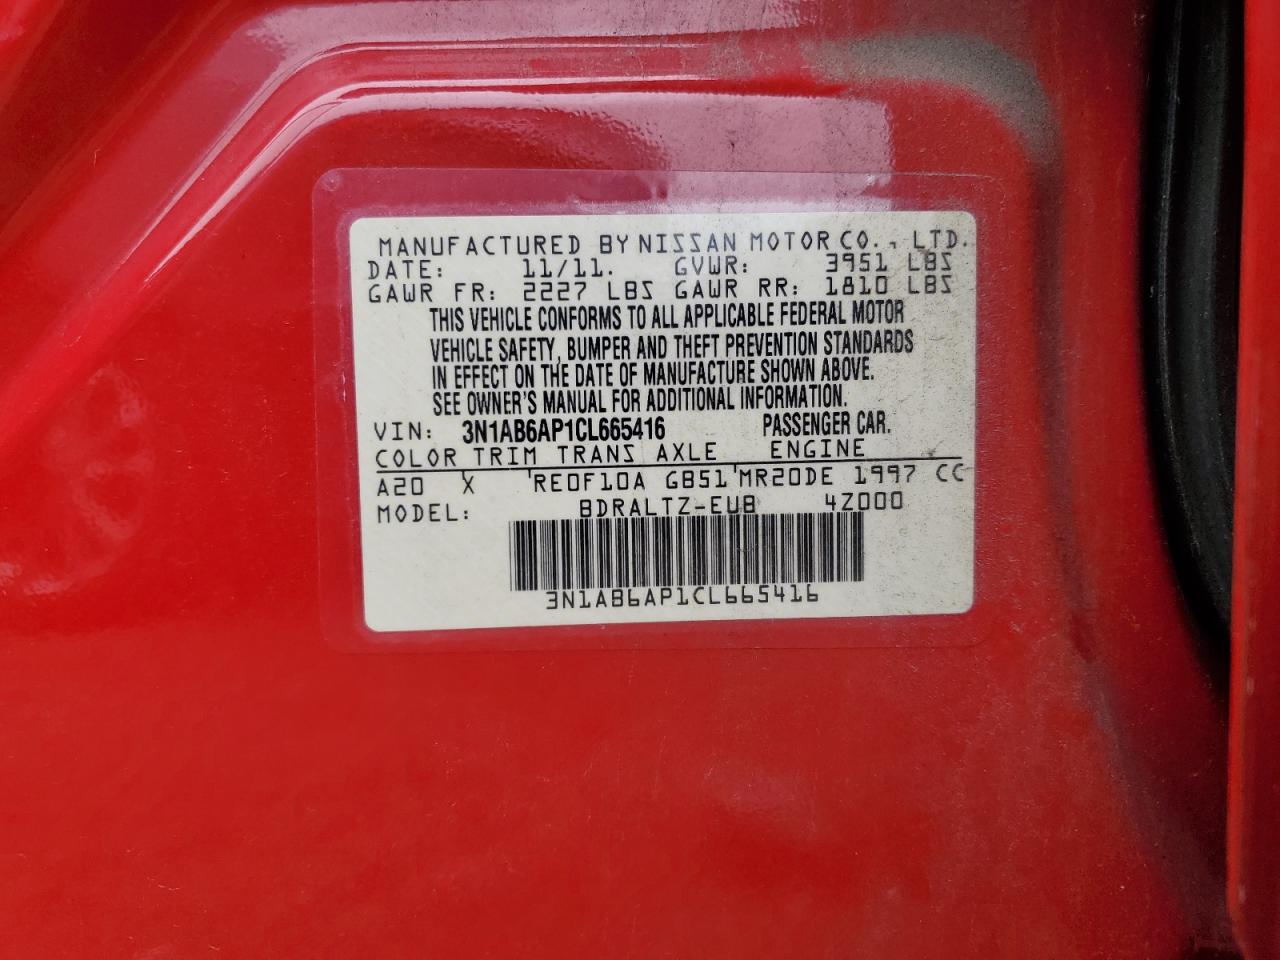 MANUFACTURED BY NISSAN MOTOR CO., LTD.
DATE: 11/11. GVWR: 3951 LBS
GAWR FR: 2227 LBS GAWR RR: 1810 LBS
THIS VEHICLE CONFORMS TO ALL APPLICABLE FEDERAL MOTOR
VEHICLE SAFETY, BUMPER AND THEFT PREVENTION STANDARDS
IN EFFECT ON THE DATE OF MANUFACTURE SHOWN ABOVE.
SEE OWNER'S MANUAL FOR ADDITIONAL INFORMATION.
VIN: 3N1AB6AP1CL665416 PASSENGER CAR.
COLOR TRIM TRANS AXLE ENGINE
A20 X RE0F10A GB51 MR20DE 1997 CC
MODEL: BDRALTZ-EUB 4Z000
3N1AB6AP1CL665416